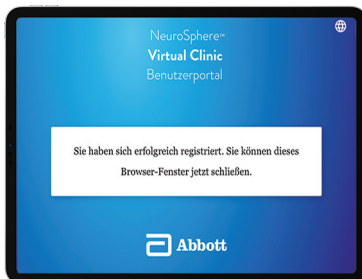 NeuroSphere™
Virtual Clinic
Benutzerportal
Sie haben sich erfolgreich registriert. Sie können dieses
Browser-Fenster jetzt schließen.
Abbott